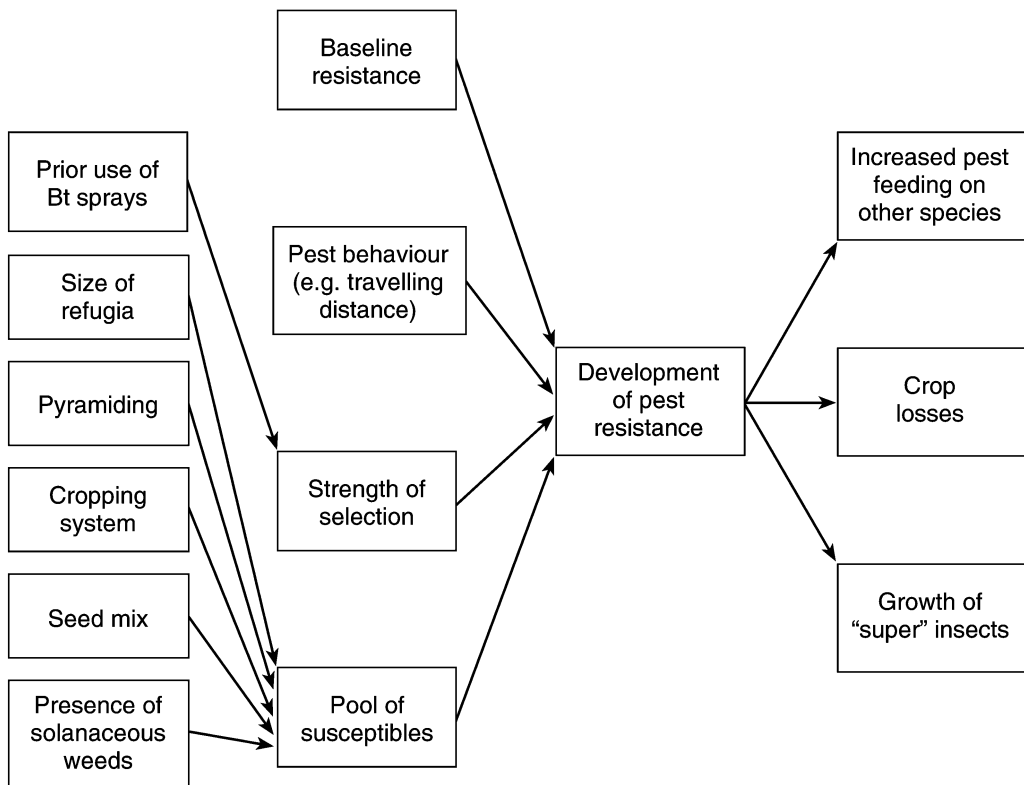 Baseline
resistance
Prior use of
Bt sprays
Increased pest
feeding on
other species
Pest behaviour
(e.g. travelling
distance)
Size of
refugia
Development
of pest
resistance
Crop
losses
Pyramiding
Cropping
system
Strength of
selection
Seed mix
Growth of
“super” insects
Presence of
solanaceous
weeds
Pool of
susceptibles